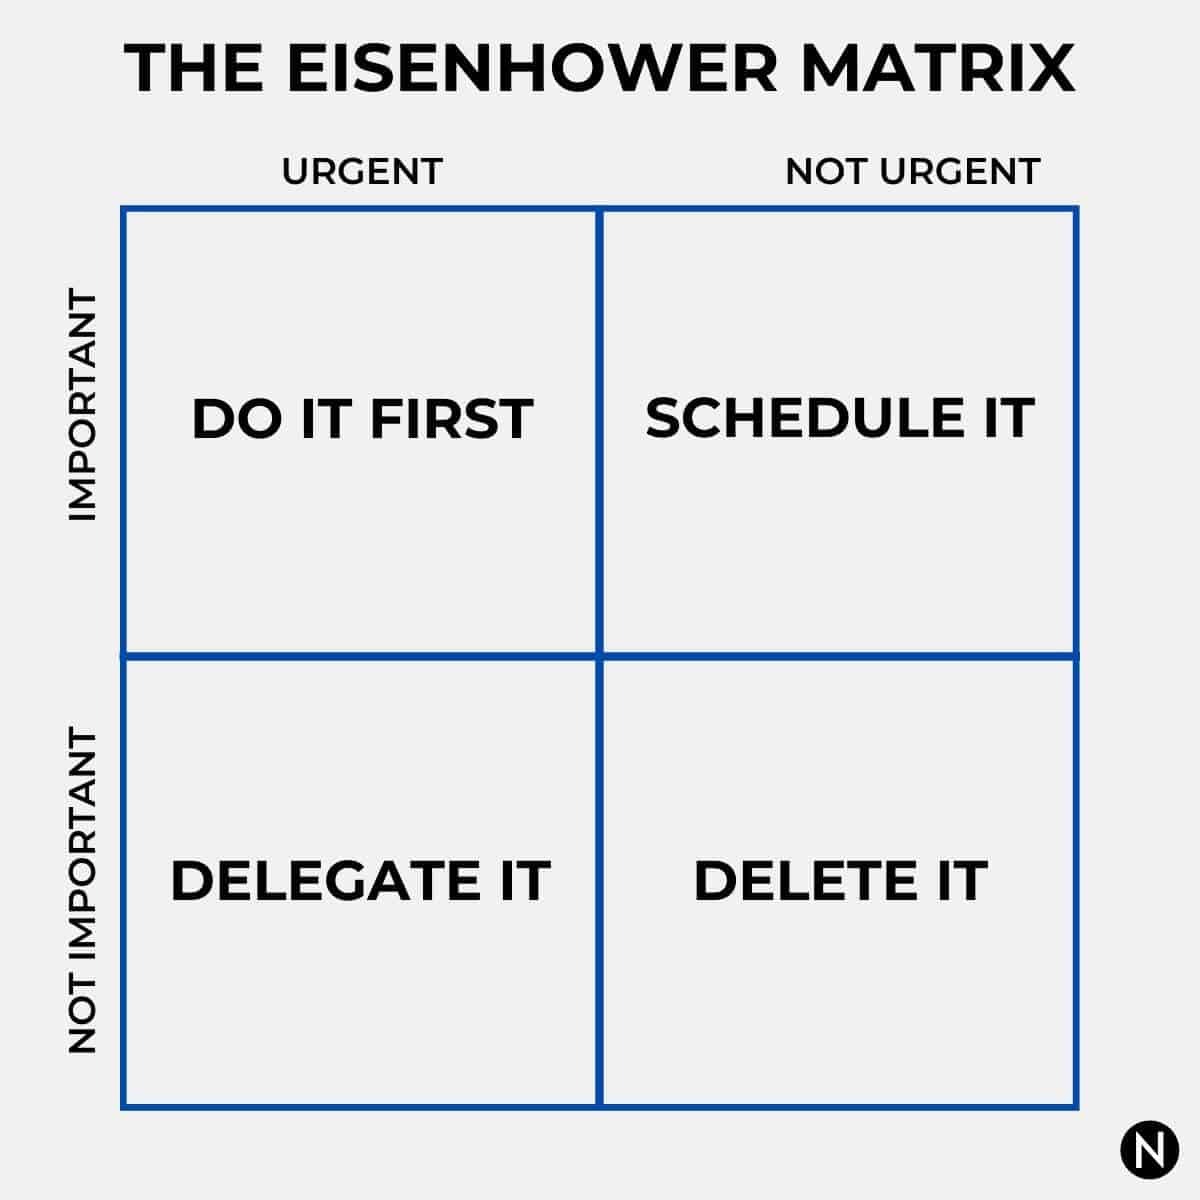 THE EISENHOWER MATRIX
URGENT
NOT URGENT
IMPORTANT
DO IT FIRST
SCHEDULE IT
NOT IMPORTANT
DELEGATE IT
DELETE IT
N